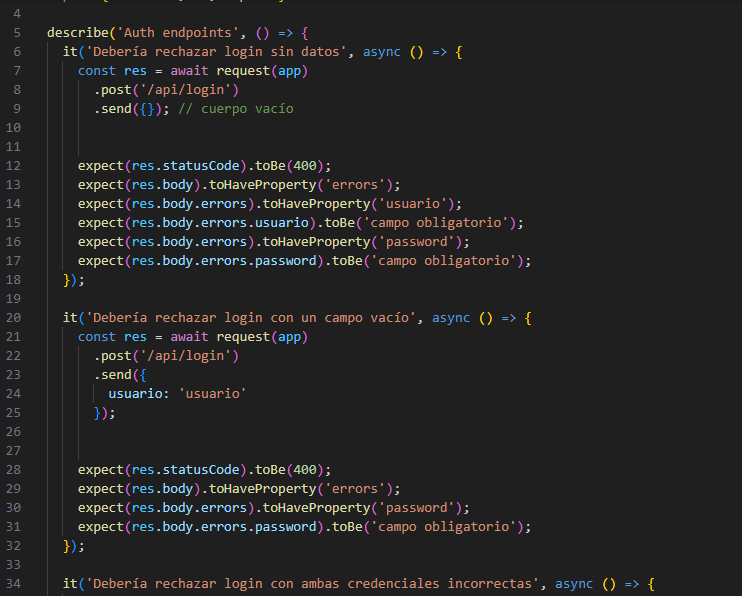 4
5 describe('Auth endpoints', () => {
6 it('Debería rechazar login sin datos', async () => {
7 const res = await request(app)
8 .post('/api/login')
9 .send({}); // cuerpo vacío
10
11
12 expect(res.statusCode).toBe(400);
13 expect(res.body).toHaveProperty('errors');
14 expect(res.body.errors).toHaveProperty('usuario');
15 expect(res.body.errors.usuario).toBe('campo obligatorio');
16 expect(res.body.errors).toHaveProperty('password');
17 expect(res.body.errors.password).toBe('campo obligatorio');
18 });
19
20 it('Debería rechazar login con un campo vacío', async () => {
21 const res = await request(app)
22 .post('/api/login')
23 .send({
24 usuario: 'usuario'
25 });
26
27
28 expect(res.statusCode).toBe(400);
29 expect(res.body).toHaveProperty('errors');
30 expect(res.body.errors).toHaveProperty('password');
31 expect(res.body.errors.password).toBe('campo obligatorio');
32 });
33
34 it('Debería rechazar login con ambas credenciales incorrectas', async () => {